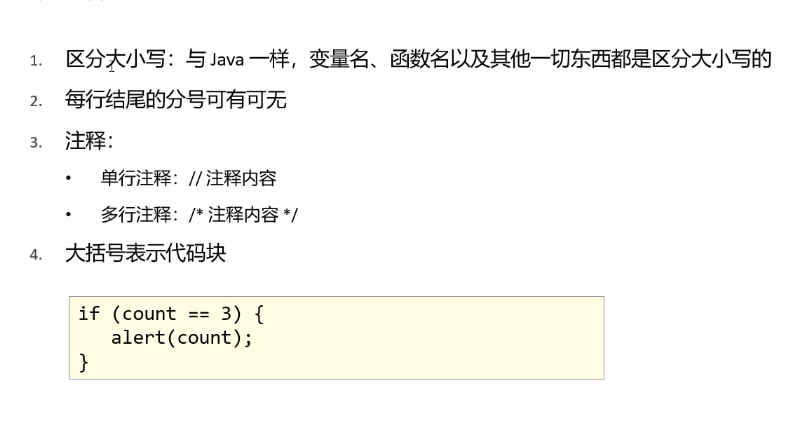 1. 区分大小写：与 Java 一样，变量名、函数名以及其他一切东西都是区分大小写的
2. 每行结尾的分号可有可无
3. 注释：
• 单行注释：// 注释内容
• 多行注释：/* 注释内容 */
4. 大括号表示代码块
if (count == 3) {
   alert(count);
}